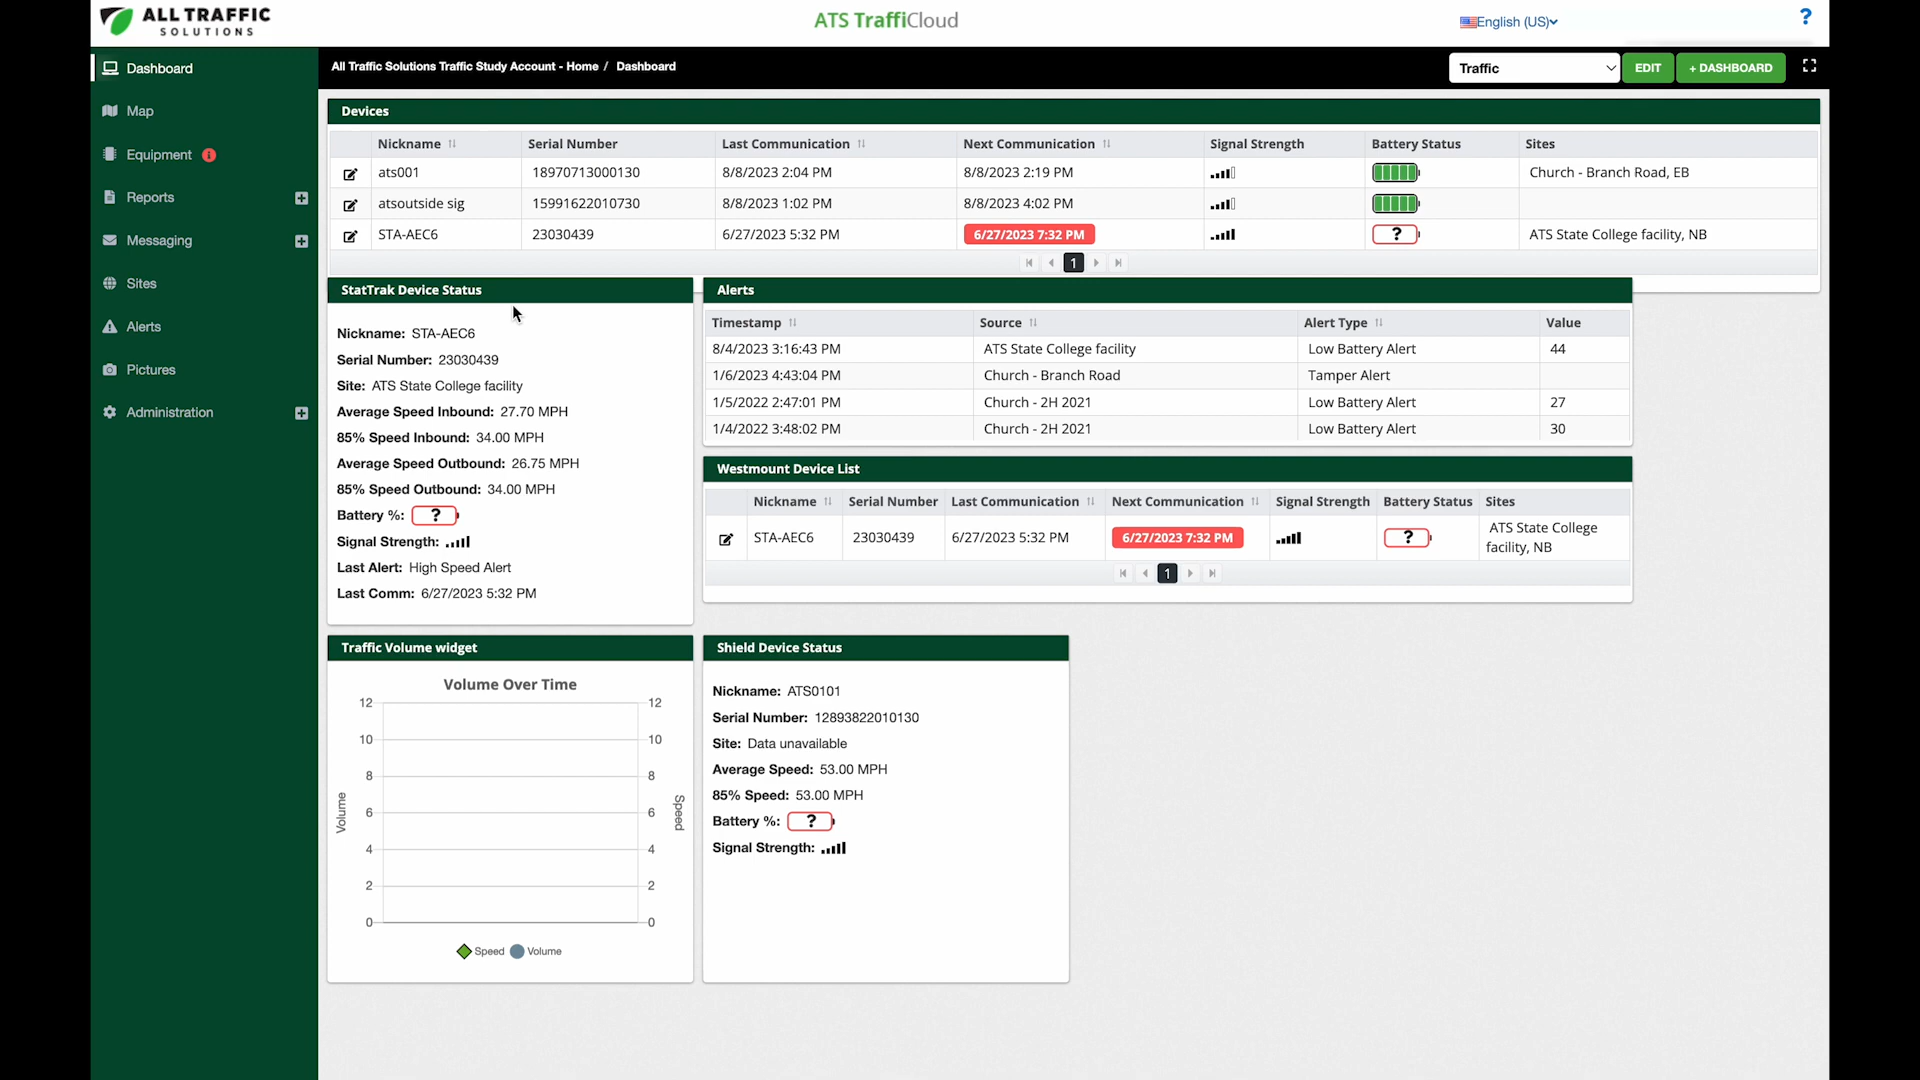 ALL TRAFFIC
SOLUTIONS
ATS TraffiCloud
English (US)
?
Dashboard
Map
Equipment
Reports
Messaging
Sites
Alerts
Pictures
Administration
All Traffic Solutions Traffic Study Account - Home / Dashboard
Traffic
EDIT
+ DASHBOARD
Devices
Nickname Serial Number Last Communication Next Communication Signal Strength Battery Status Sites
ats001 18970713000130 8/8/2023 2:04 PM 8/8/2023 2:19 PM Church - Branch Road, EB
atsoutside sig 15991622010730 8/8/2023 1:02 PM 8/8/2023 4:02 PM
STA-AEC6 23030439 6/27/2023 5:32 PM 6/27/2023 7:32 PM ? ATS State College facility, NB
1
StatTrak Device Status
Nickname: STA-AEC6
Serial Number: 23030439
Site: ATS State College facility
Average Speed Inbound: 27.70 MPH
85% Speed Inbound: 34.00 MPH
Average Speed Outbound: 26.75 MPH
85% Speed Outbound: 34.00 MPH
Battery %: ?
Signal Strength:
Last Alert: High Speed Alert
Last Comm: 6/27/2023 5:32 PM
Alerts
Timestamp Source Alert Type Value
8/4/2023 3:16:43 PM ATS State College facility Low Battery Alert 44
1/6/2023 4:43:04 PM Church - Branch Road Tamper Alert
1/5/2022 2:47:01 PM Church - 2H 2021 Low Battery Alert 27
1/4/2022 3:48:02 PM Church - 2H 2021 Low Battery Alert 30
Westmount Device List
Nickname Serial Number Last Communication Next Communication Signal Strength Battery Status Sites
STA-AEC6 23030439 6/27/2023 5:32 PM 6/27/2023 7:32 PM ? ATS State College
facility, NB
1
Traffic Volume widget
Volume Over Time
12 12
10 10
8 8
6 6
4 4
2 2
0 0
Volume
Speed
Speed Volume
Shield Device Status
Nickname: ATS0101
Serial Number: 12893822010130
Site: Data unavailable
Average Speed: 53.00 MPH
85% Speed: 53.00 MPH
Battery %: ?
Signal Strength: